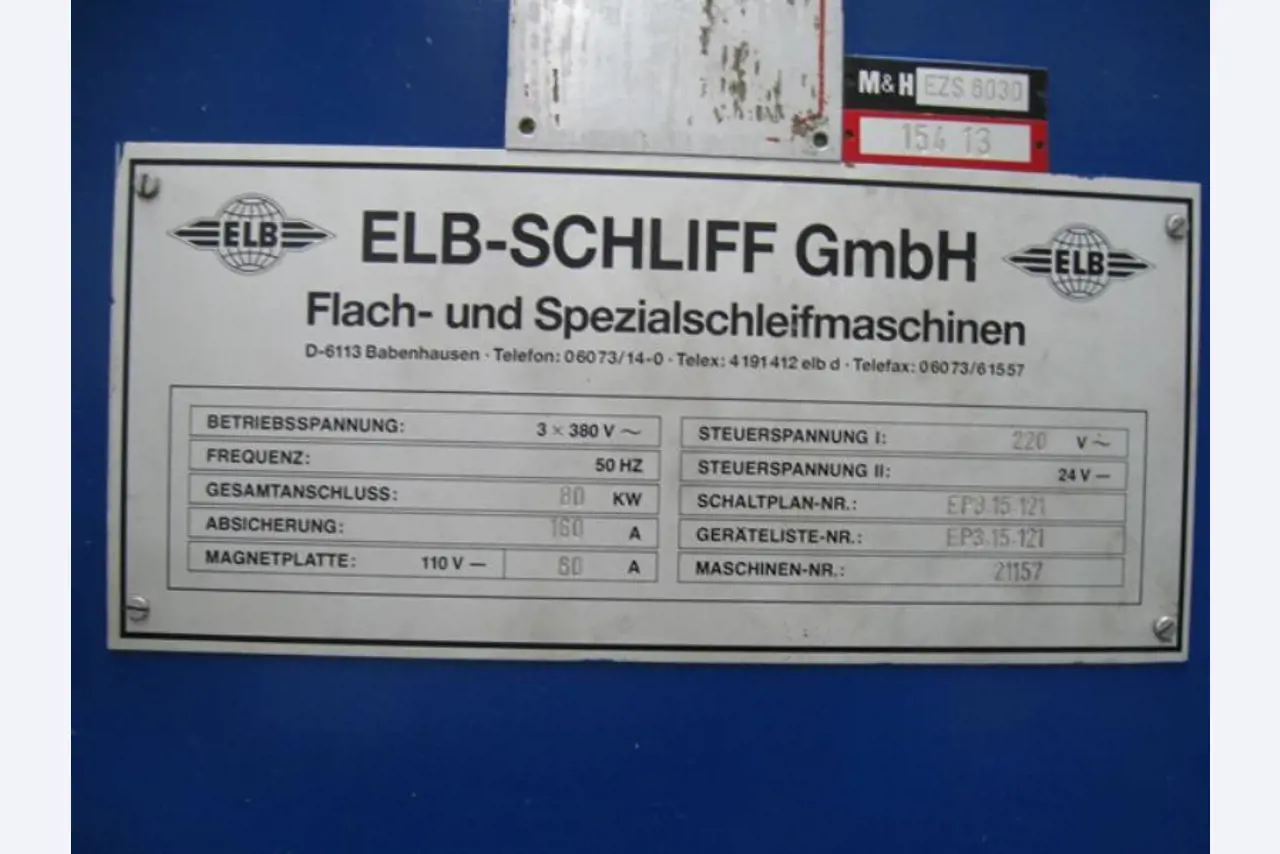 M&H EZS 8030
154 13
ELB
ELB-SCHLIFF GmbH
ELB
Flach- und Spezialschleifmaschinen
D-6113 Babenhausen · Telefon: 06073/14-0 · Telex: 4191412 elb d · Telefax: 06073/61557
BETRIEBSSPANNUNG: 3 × 380 V ~
FREQUENZ: 50 HZ
GESAMTANSCHLUSS: 80 KW
ABSICHERUNG: 160 A
MAGNETPLATTE: 110 V — 60 A
STEUERSPANNUNG I: 220 V ~
STEUERSPANNUNG II: 24 V —
SCHALTPLAN-NR.: EP3.15-121
GERÄTELISTE-NR.: EP3.15-121
MASCHINEN-NR.: 21157